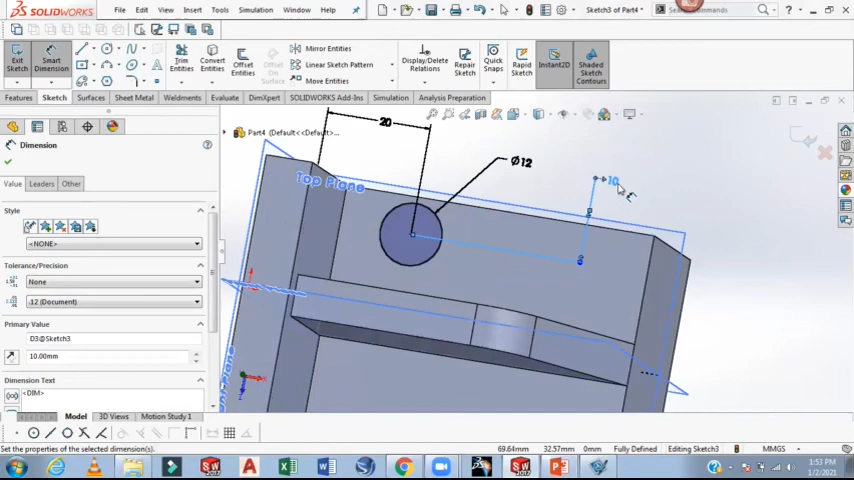 SOLIDWORKS File Edit View Insert Tools Simulation Window Help Sketch3 of Part4 * Search Commands
Exit Sketch Smart Dimension Trim Entities Convert Entities Offset Entities Offset On Surface Mirror Entities Linear Sketch Pattern Move Entities Display/Delete Relations Repair Sketch Quick Snaps Rapid Sketch Instant2D Shaded Sketch Contours
Features Sketch Surfaces Sheet Metal Weldments Evaluate DimXpert SOLIDWORKS Add-Ins Simulation Analysis Preparation
Part4 (Default<<Default>...
Dimension
Value Leaders Other
Style
<NONE>
Tolerance/Precision
None
.12 (Document)
Primary Value
D3@Sketch3
10.00mm
Dimension Text
<DIM>
20
Ø12
10
Top Plane
Model 3D Views Motion Study 1
Set the properties of the selected dimension(s). 69.64mm 32.57mm 0mm Fully Defined Editing Sketch3 MMGS
1:53 PM
1/2/2021